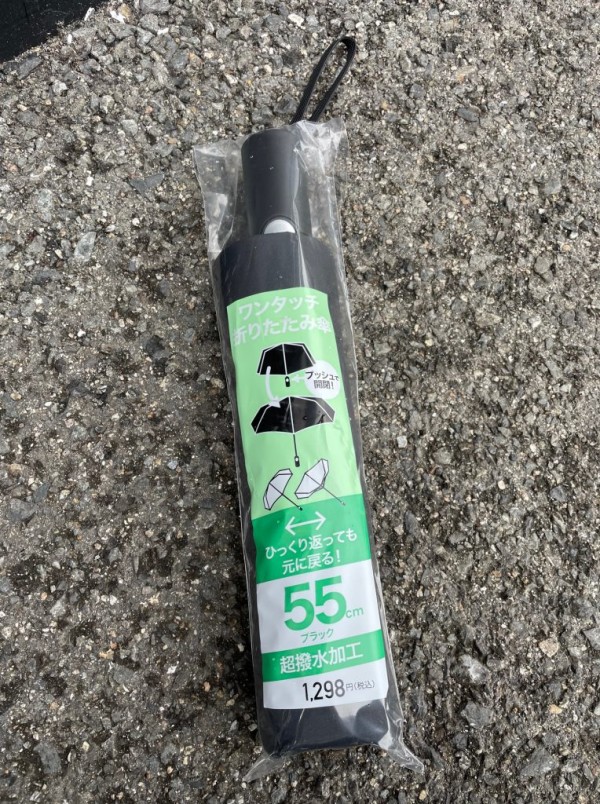 ワンタッチ
折りたたみ傘
プッシュで
開閉！
ひっくり返っても
元に戻る！
55cm
ブラック
超撥水加工
1,298円(税込)